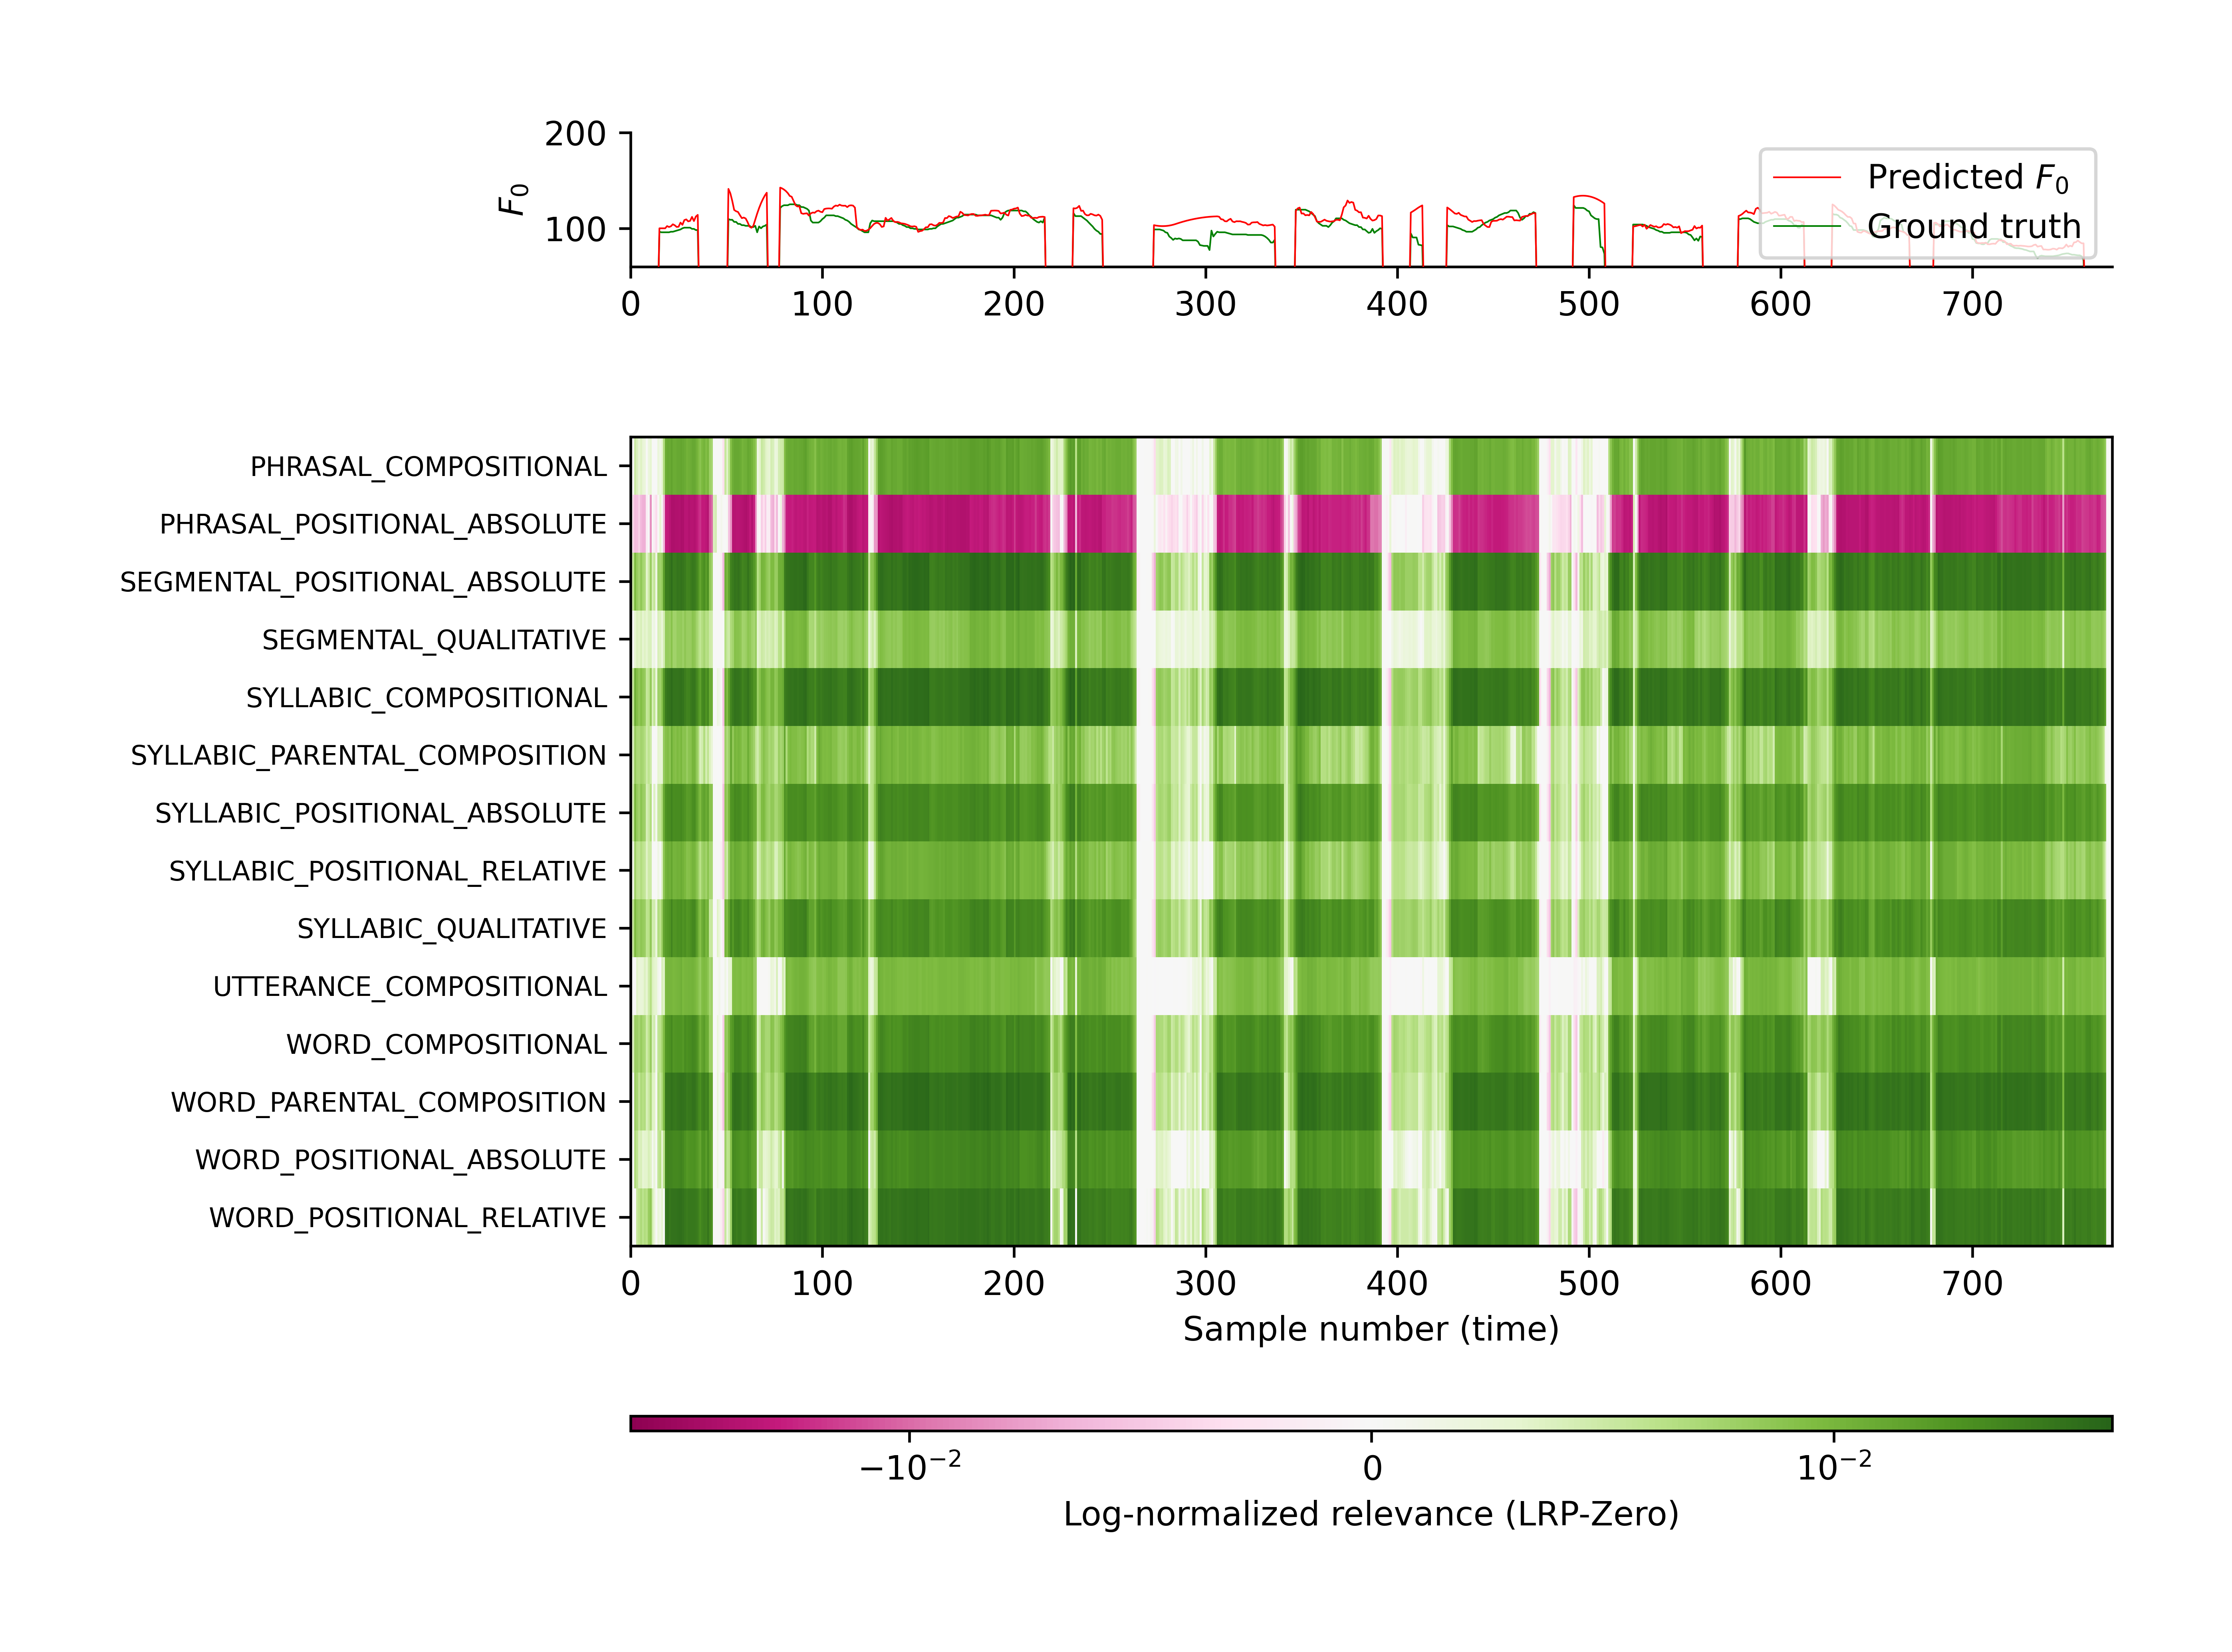 200
100
F₀
Predicted F₀
Ground truth
0 100 200 300 400 500 600 700
PHRASAL_COMPOSITIONAL
PHRASAL_POSITIONAL_ABSOLUTE
SEGMENTAL_POSITIONAL_ABSOLUTE
SEGMENTAL_QUALITATIVE
SYLLABIC_COMPOSITIONAL
SYLLABIC_PARENTAL_COMPOSITION
SYLLABIC_POSITIONAL_ABSOLUTE
SYLLABIC_POSITIONAL_RELATIVE
SYLLABIC_QUALITATIVE
UTTERANCE_COMPOSITIONAL
WORD_COMPOSITIONAL
WORD_PARENTAL_COMPOSITION
WORD_POSITIONAL_ABSOLUTE
WORD_POSITIONAL_RELATIVE
0 100 200 300 400 500 600 700
Sample number (time)
−10⁻² 0 10⁻²
Log-normalized relevance (LRP-Zero)